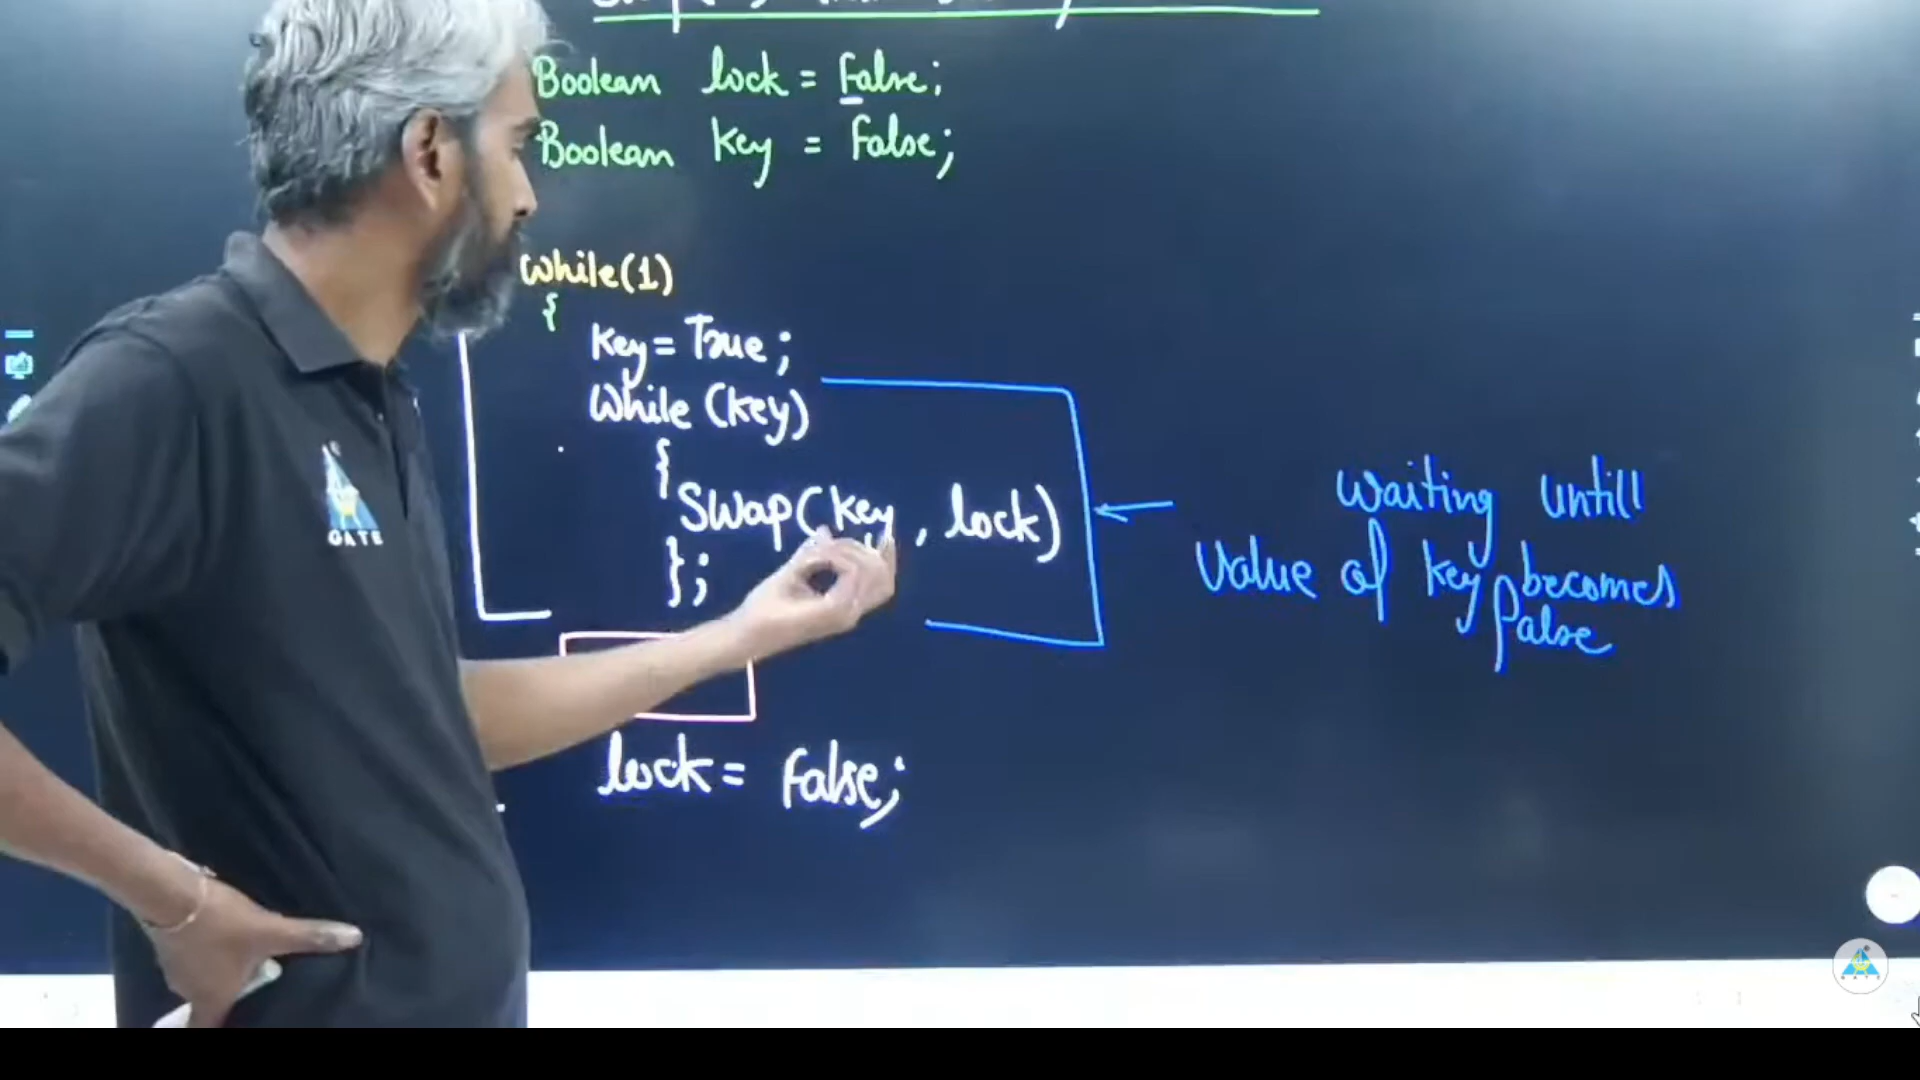 Boolean lock = False;
Boolean key = False;
While(1)
{
key = True;
While (key)
{
Swap(key, lock)
};
lock = False;
waiting untill
value of key becomes
false
GATE